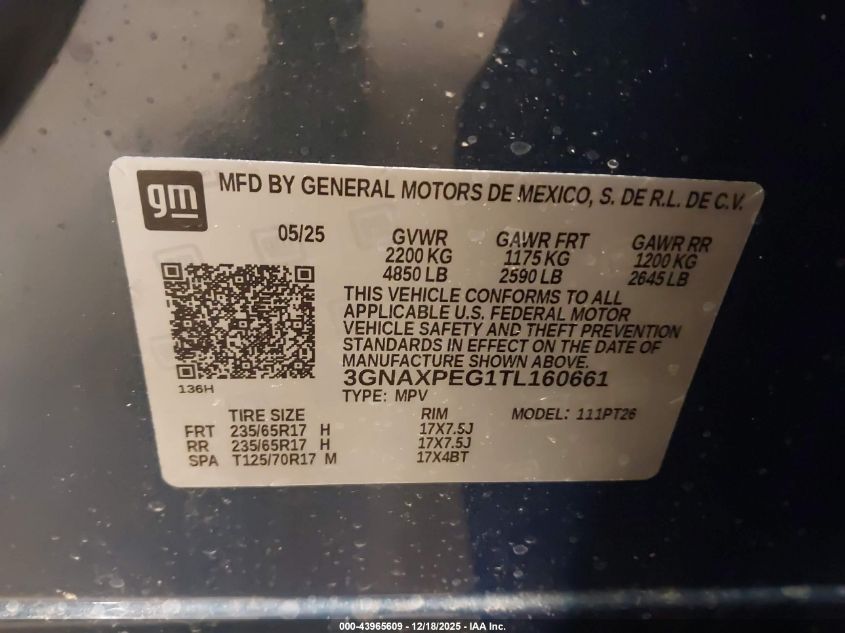 gm MFD BY GENERAL MOTORS DE MEXICO, S. DE R.L. DE C.V.
05/25 GVWR GAWR FRT GAWR RR
2200 KG 1175 KG 1200 KG
4850 LB 2590 LB 2645 LB
THIS VEHICLE CONFORMS TO ALL
APPLICABLE U.S. FEDERAL MOTOR
VEHICLE SAFETY AND THEFT PREVENTION
STANDARDS IN EFFECT ON THE DATE OF
MANUFACTURE SHOWN ABOVE.
136H 3GNAXPEG1TL160661
TYPE: MPV
TIRE SIZE RIM MODEL: 111PT26
FRT 235/65R17 H 17X7.5J
RR 235/65R17 H 17X7.5J
SPA T125/70R17 M 17X4BT
000-43965609 - 12/18/2025 - IAA Inc.